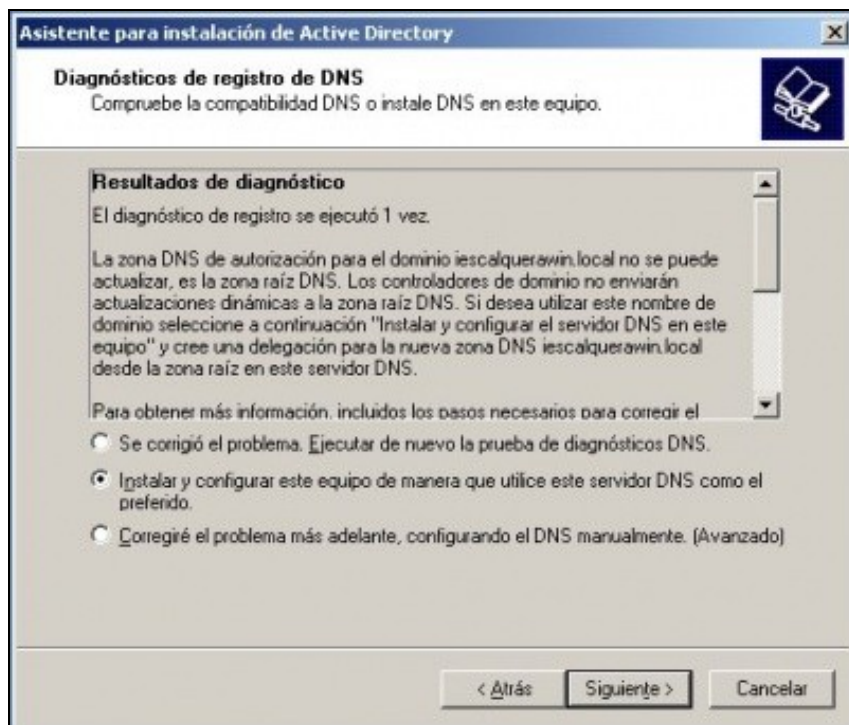 Asistente para instalación de Active Directory
Diagnósticos de registro de DNS
Compruebe la compatibilidad DNS o instale DNS en este equipo.
Resultados de diagnóstico
El diagnóstico de registro se ejecutó 1 vez.
La zona DNS de autorización para el dominio iescalquerawin.local no se puede
actualizar, es la zona raíz DNS. Los controladores de dominio no enviarán
actualizaciones dinámicas a la zona raíz DNS. Si desea utilizar este nombre de
dominio seleccione a continuación "Instalar y configurar el servidor DNS en este
equipo" y cree una delegación para la nueva zona DNS iescalquerawin.local
desde la zona raíz en este servidor DNS.
Para obtener más información, incluidos los pasos necesarios para corregir el
Se corrigió el problema. Ejecutar de nuevo la prueba de diagnósticos DNS.
Instalar y configurar este equipo de manera que utilice este servidor DNS como el
preferido.
Corregiré el problema más adelante, configurando el DNS manualmente. (Avanzado)
< Atrás
Siguiente >
Cancelar